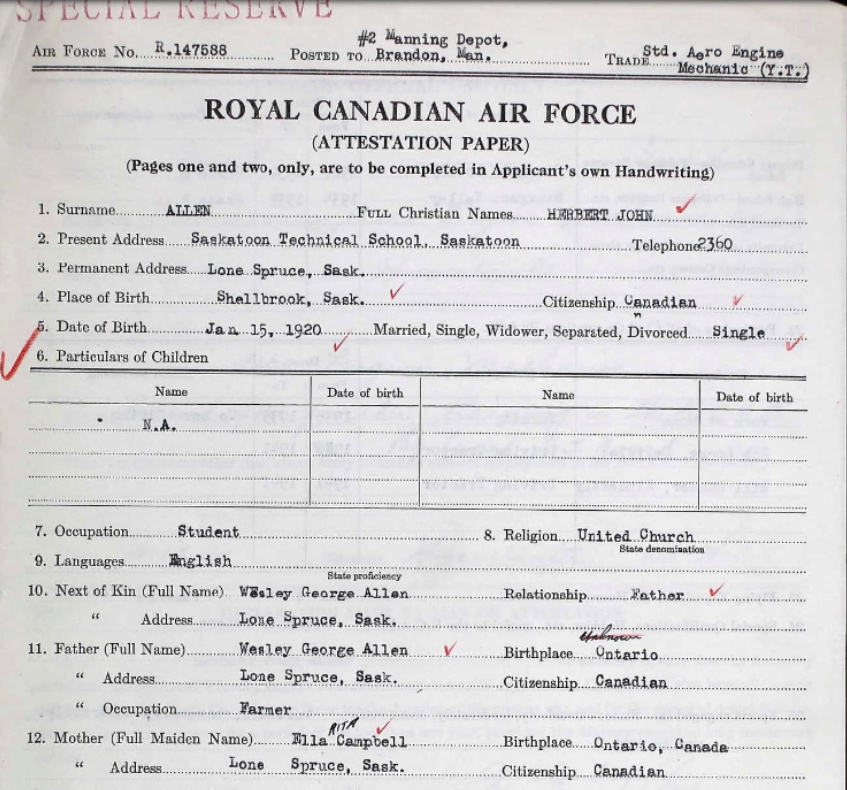 SPECIAL RESERVE
#2 Manning Depot,
AIR FORCE NO. R.147588 POSTED TO Brandon, Man. TRADE Std. Aero Engine
Mechanic (Y.T.)
ROYAL CANADIAN AIR FORCE
(ATTESTATION PAPER)
(Pages one and two, only, are to be completed in Applicant's own Handwriting)
1. Surname ALLEN FULL Christian Names HERBERT JOHN
2. Present Address Saskatoon Technical School, Saskatoon Telephone 2360
3. Permanent Address Lone Spruce, Sask.
4. Place of Birth Shellbrook, Sask. Citizenship Canadian
5. Date of Birth Jan 15, 1920 Married, Single, Widower, Separated, Divorced Single
6. Particulars of Children
Name Date of birth Name Date of birth
N.A.
7. Occupation Student 8. Religion United Church
State denomination
9. Languages English
State proficiency
10. Next of Kin (Full Name) Wesley George Allen Relationship Father
" Address Lone Spruce, Sask.
Unknown
11. Father (Full Name) Wesley George Allen Birthplace Ontario
" Address Lone Spruce, Sask. Citizenship Canadian
" Occupation Farmer
RITA
12. Mother (Full Maiden Name) Ella Campbell Birthplace Ontario, Canada
" Address Lone Spruce, Sask. Citizenship Canadian